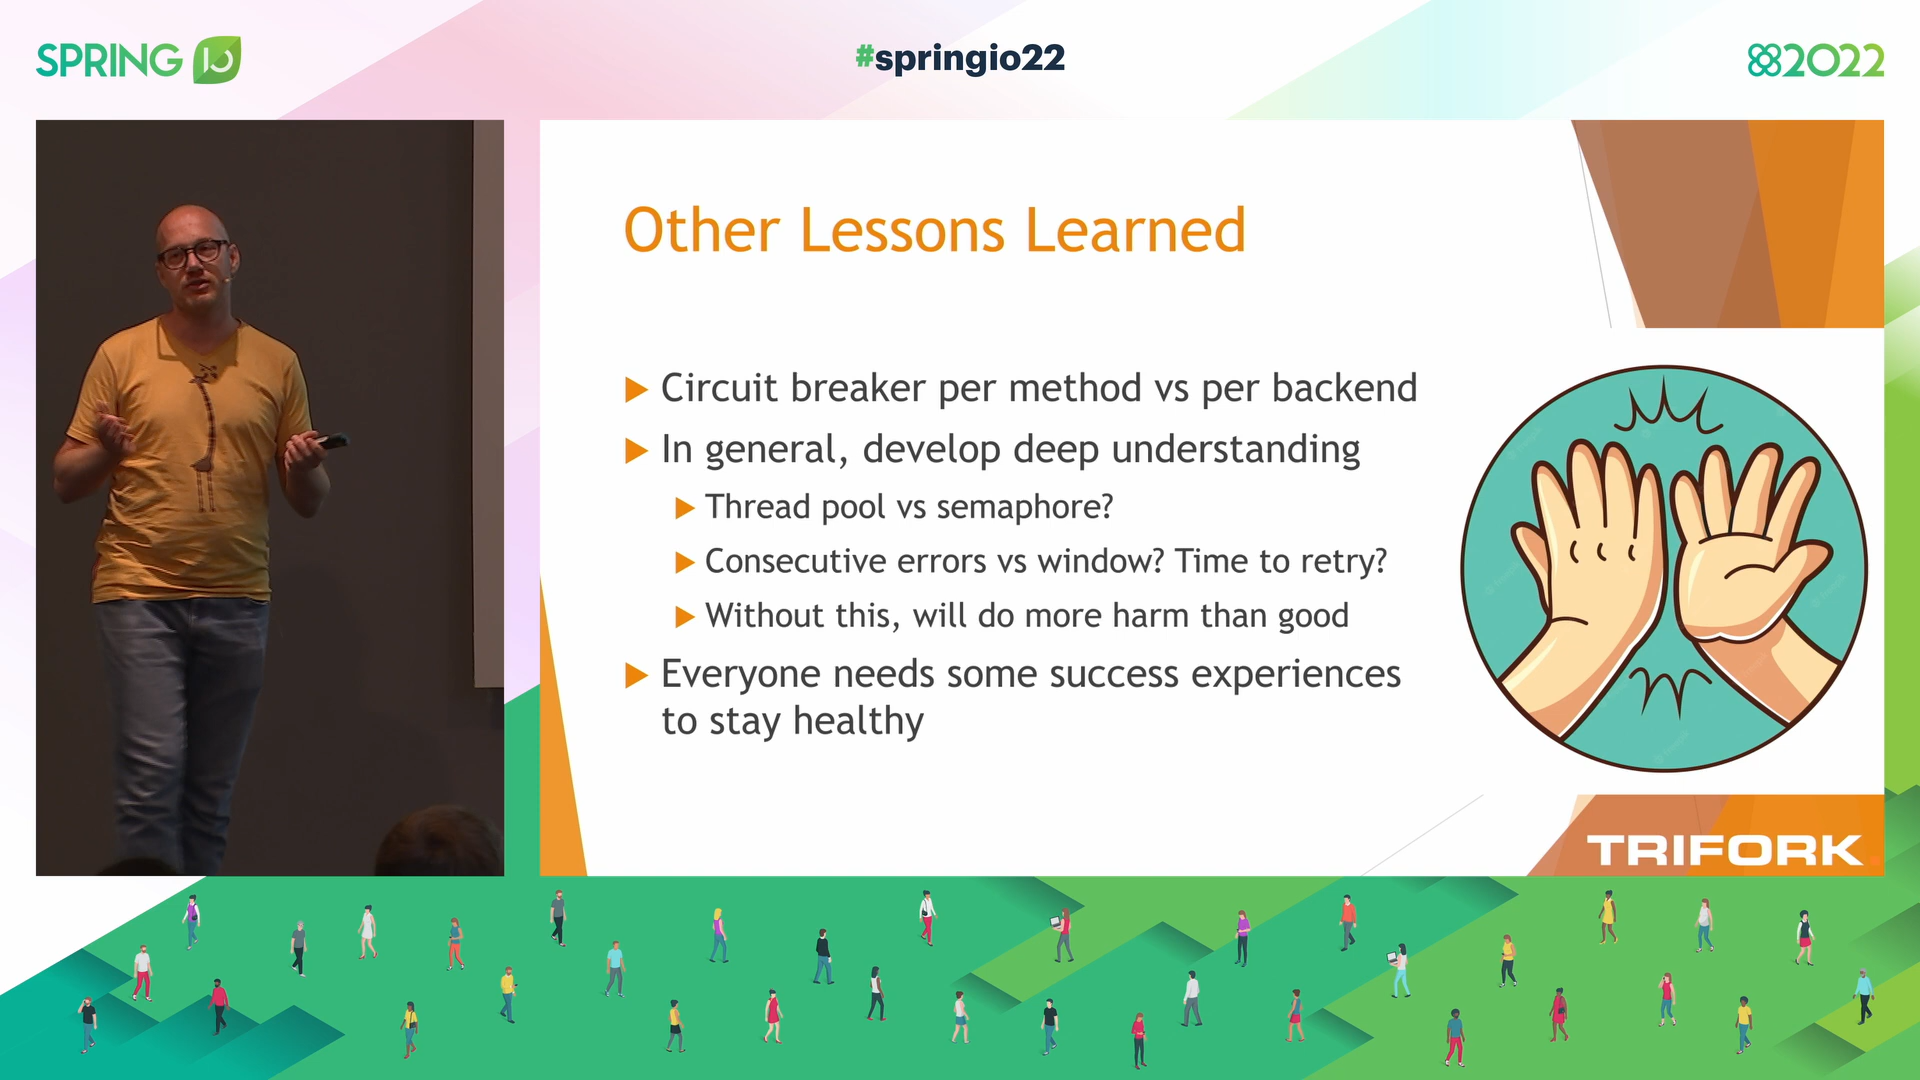 SPRING IO
#springio22
2022
Other Lessons Learned
Circuit breaker per method vs per backend
In general, develop deep understanding
Thread pool vs semaphore?
Consecutive errors vs window? Time to retry?
Without this, will do more harm than good
Everyone needs some success experiences
to stay healthy
TRIFORK